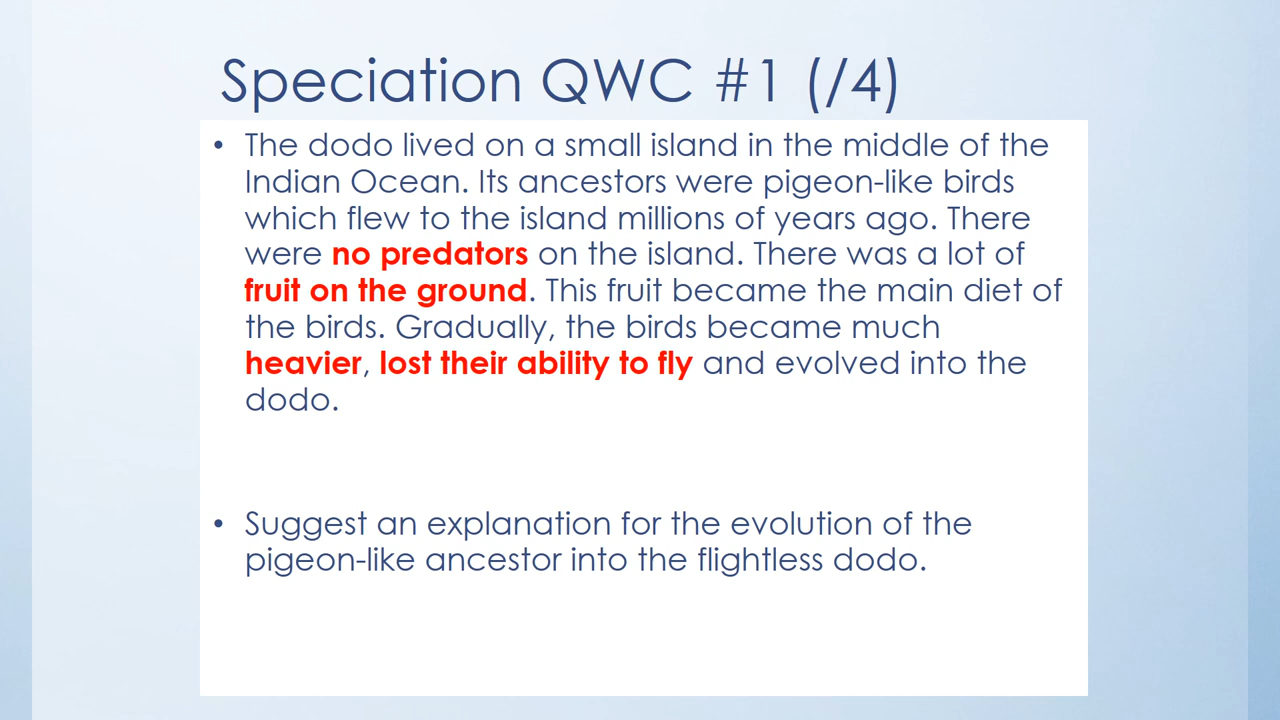 Speciation QWC #1 (/4)
• The dodo lived on a small island in the middle of the
Indian Ocean. Its ancestors were pigeon-like birds
which flew to the island millions of years ago. There
were no predators on the island. There was a lot of
fruit on the ground. This fruit became the main diet of
the birds. Gradually, the birds became much
heavier, lost their ability to fly and evolved into the
dodo.
• Suggest an explanation for the evolution of the
pigeon-like ancestor into the flightless dodo.